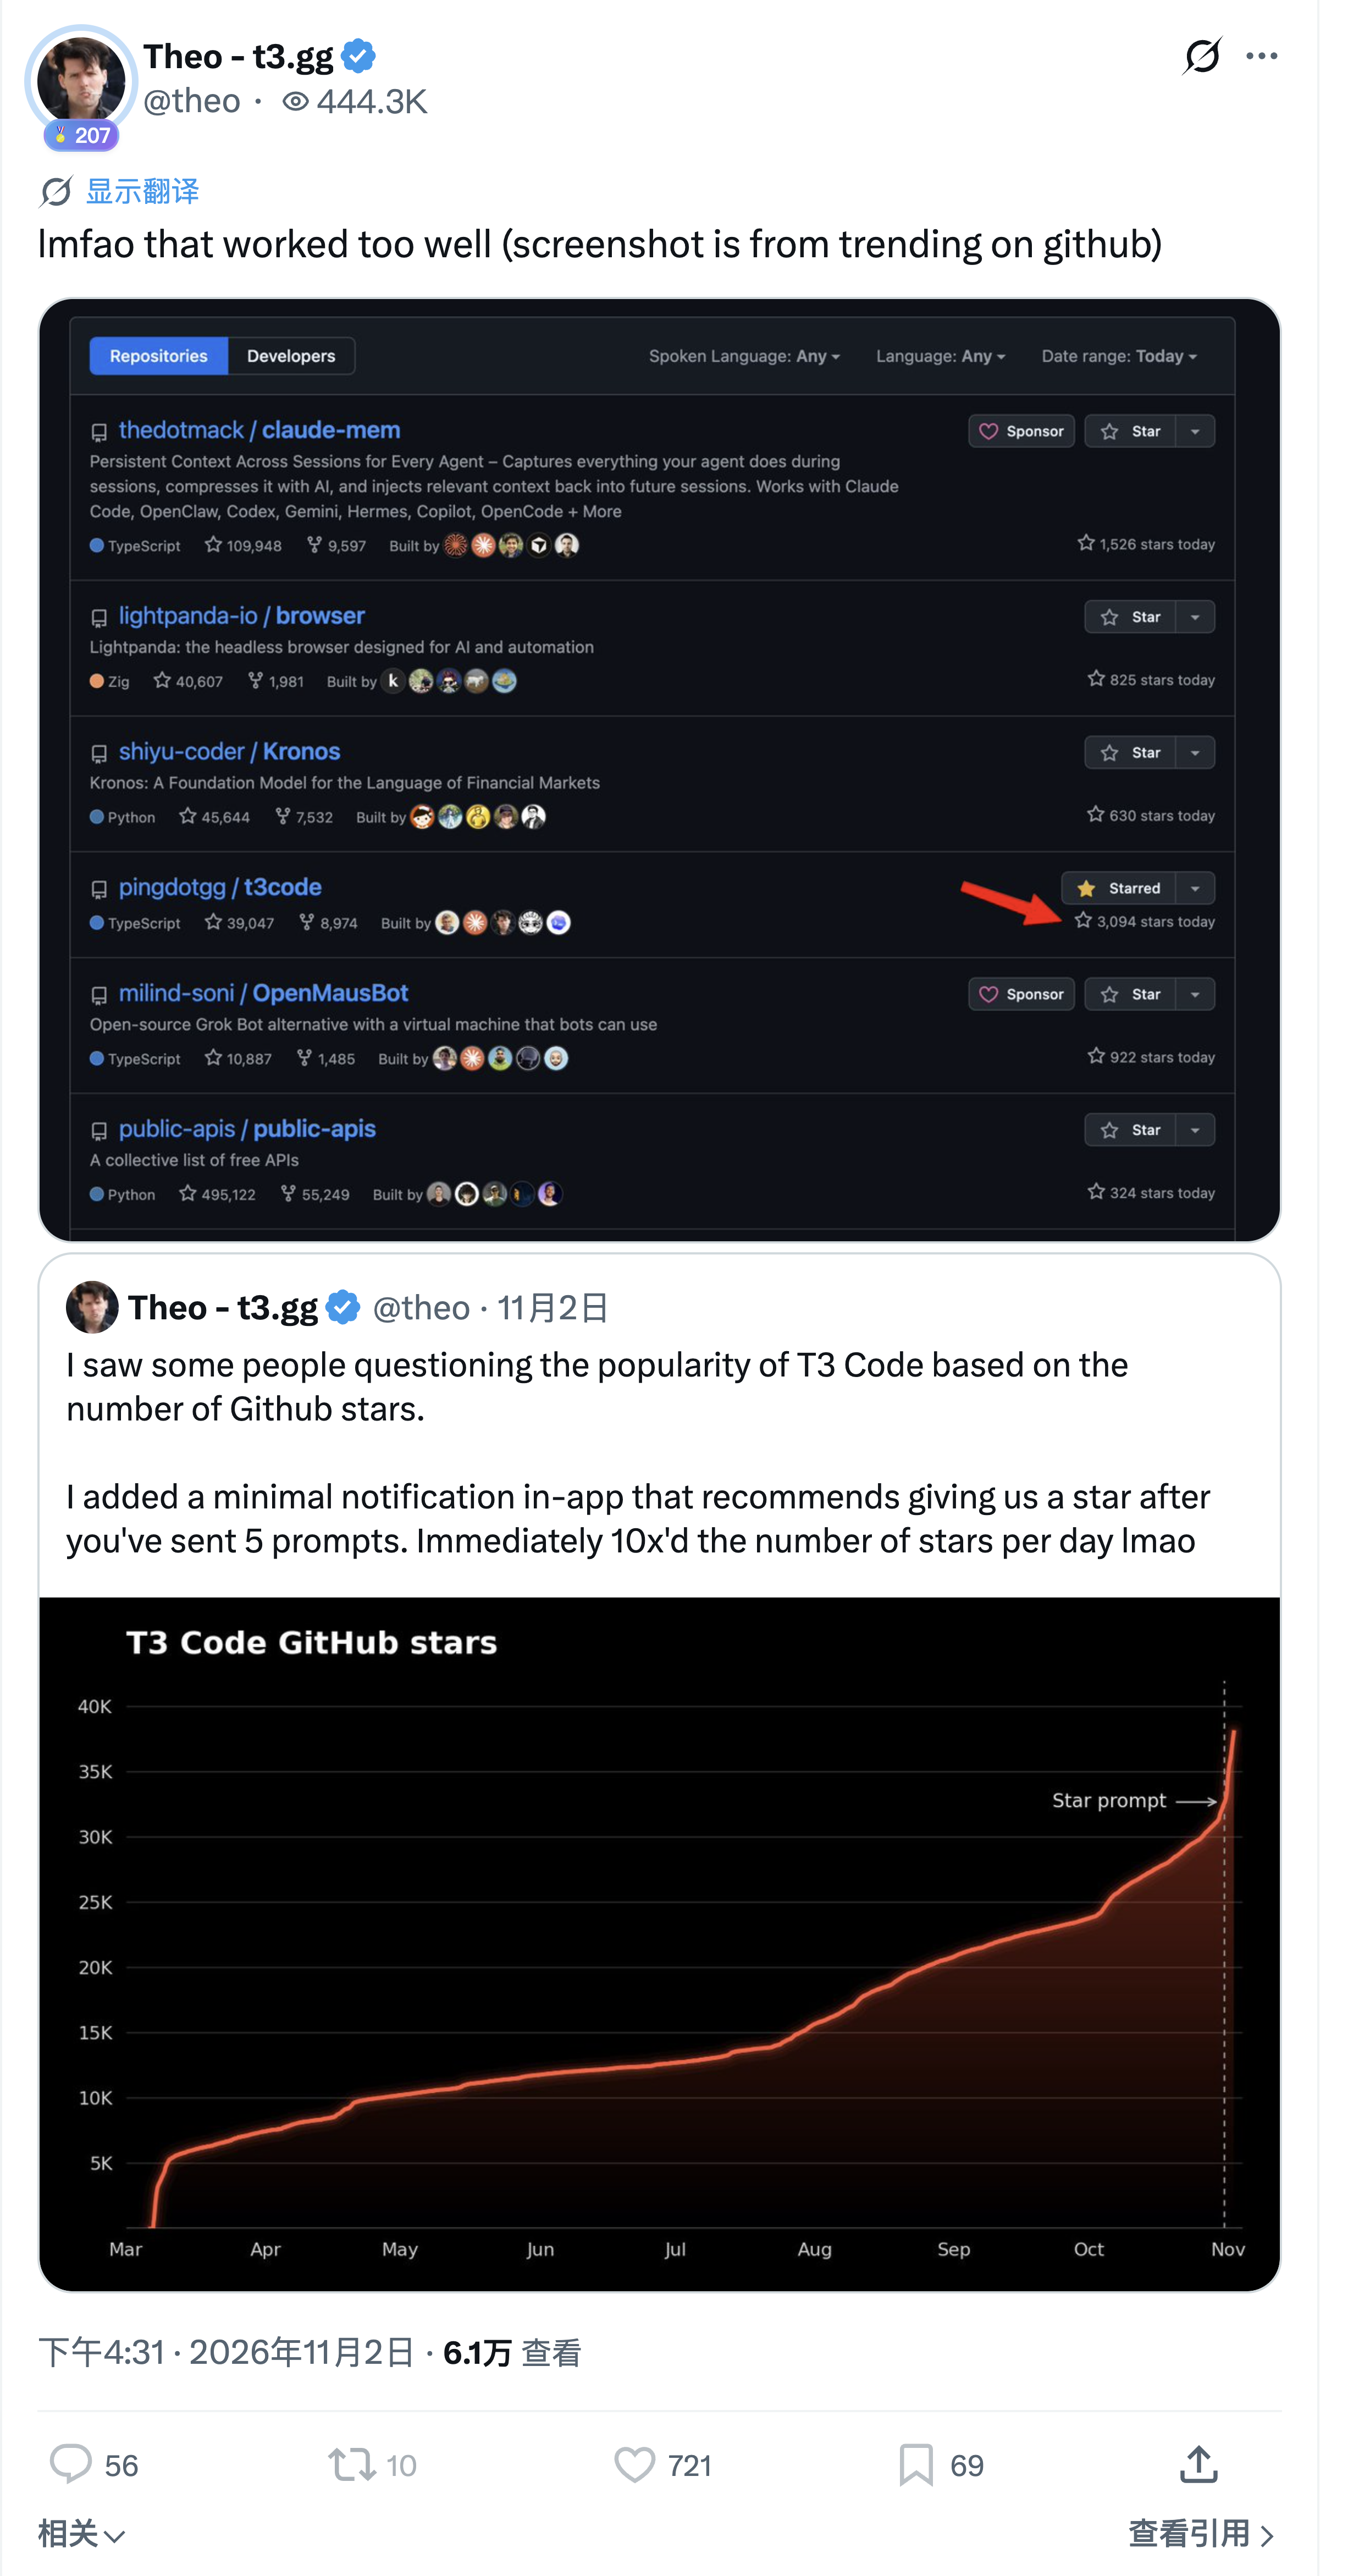 Theo - t3.gg
@theo · 444.3K
207
显示翻译
lmfao that worked too well (screenshot is from trending on github)
Repositories Developers Spoken Language: Any Language: Any Date range: Today
thedotmack / claude-mem Sponsor Star
Persistent Context Across Sessions for Every Agent – Captures everything your agent does during
sessions, compresses it with AI, and injects relevant context back into future sessions. Works with Claude
Code, OpenClaw, Codex, Gemini, Hermes, Copilot, OpenCode + More
TypeScript 109,948 9,597 Built by 1,526 stars today
lightpanda-io / browser Star
Lightpanda: the headless browser designed for AI and automation
Zig 40,607 1,981 Built by k 825 stars today
shiyu-coder / Kronos Star
Kronos: A Foundation Model for the Language of Financial Markets
Python 45,644 7,532 Built by 630 stars today
pingdotgg / t3code Starred
TypeScript 39,047 8,974 Built by 3,094 stars today
milind-soni / OpenMausBot Sponsor Star
Open-source Grok Bot alternative with a virtual machine that bots can use
TypeScript 10,887 1,485 Built by 922 stars today
public-apis / public-apis Star
A collective list of free APIs
Python 495,122 55,249 Built by 324 stars today
Theo - t3.gg @theo · 11月2日
I saw some people questioning the popularity of T3 Code based on the
number of Github stars.
I added a minimal notification in-app that recommends giving us a star after
you've sent 5 prompts. Immediately 10x'd the number of stars per day lmao
T3 Code GitHub stars
40K
35K
Star prompt
30K
25K
20K
15K
10K
5K
Mar Apr May Jun Jul Aug Sep Oct Nov
下午4:31 · 2026年11月2日 · 6.1万 查看
56 10 721 69
相关 查看引用